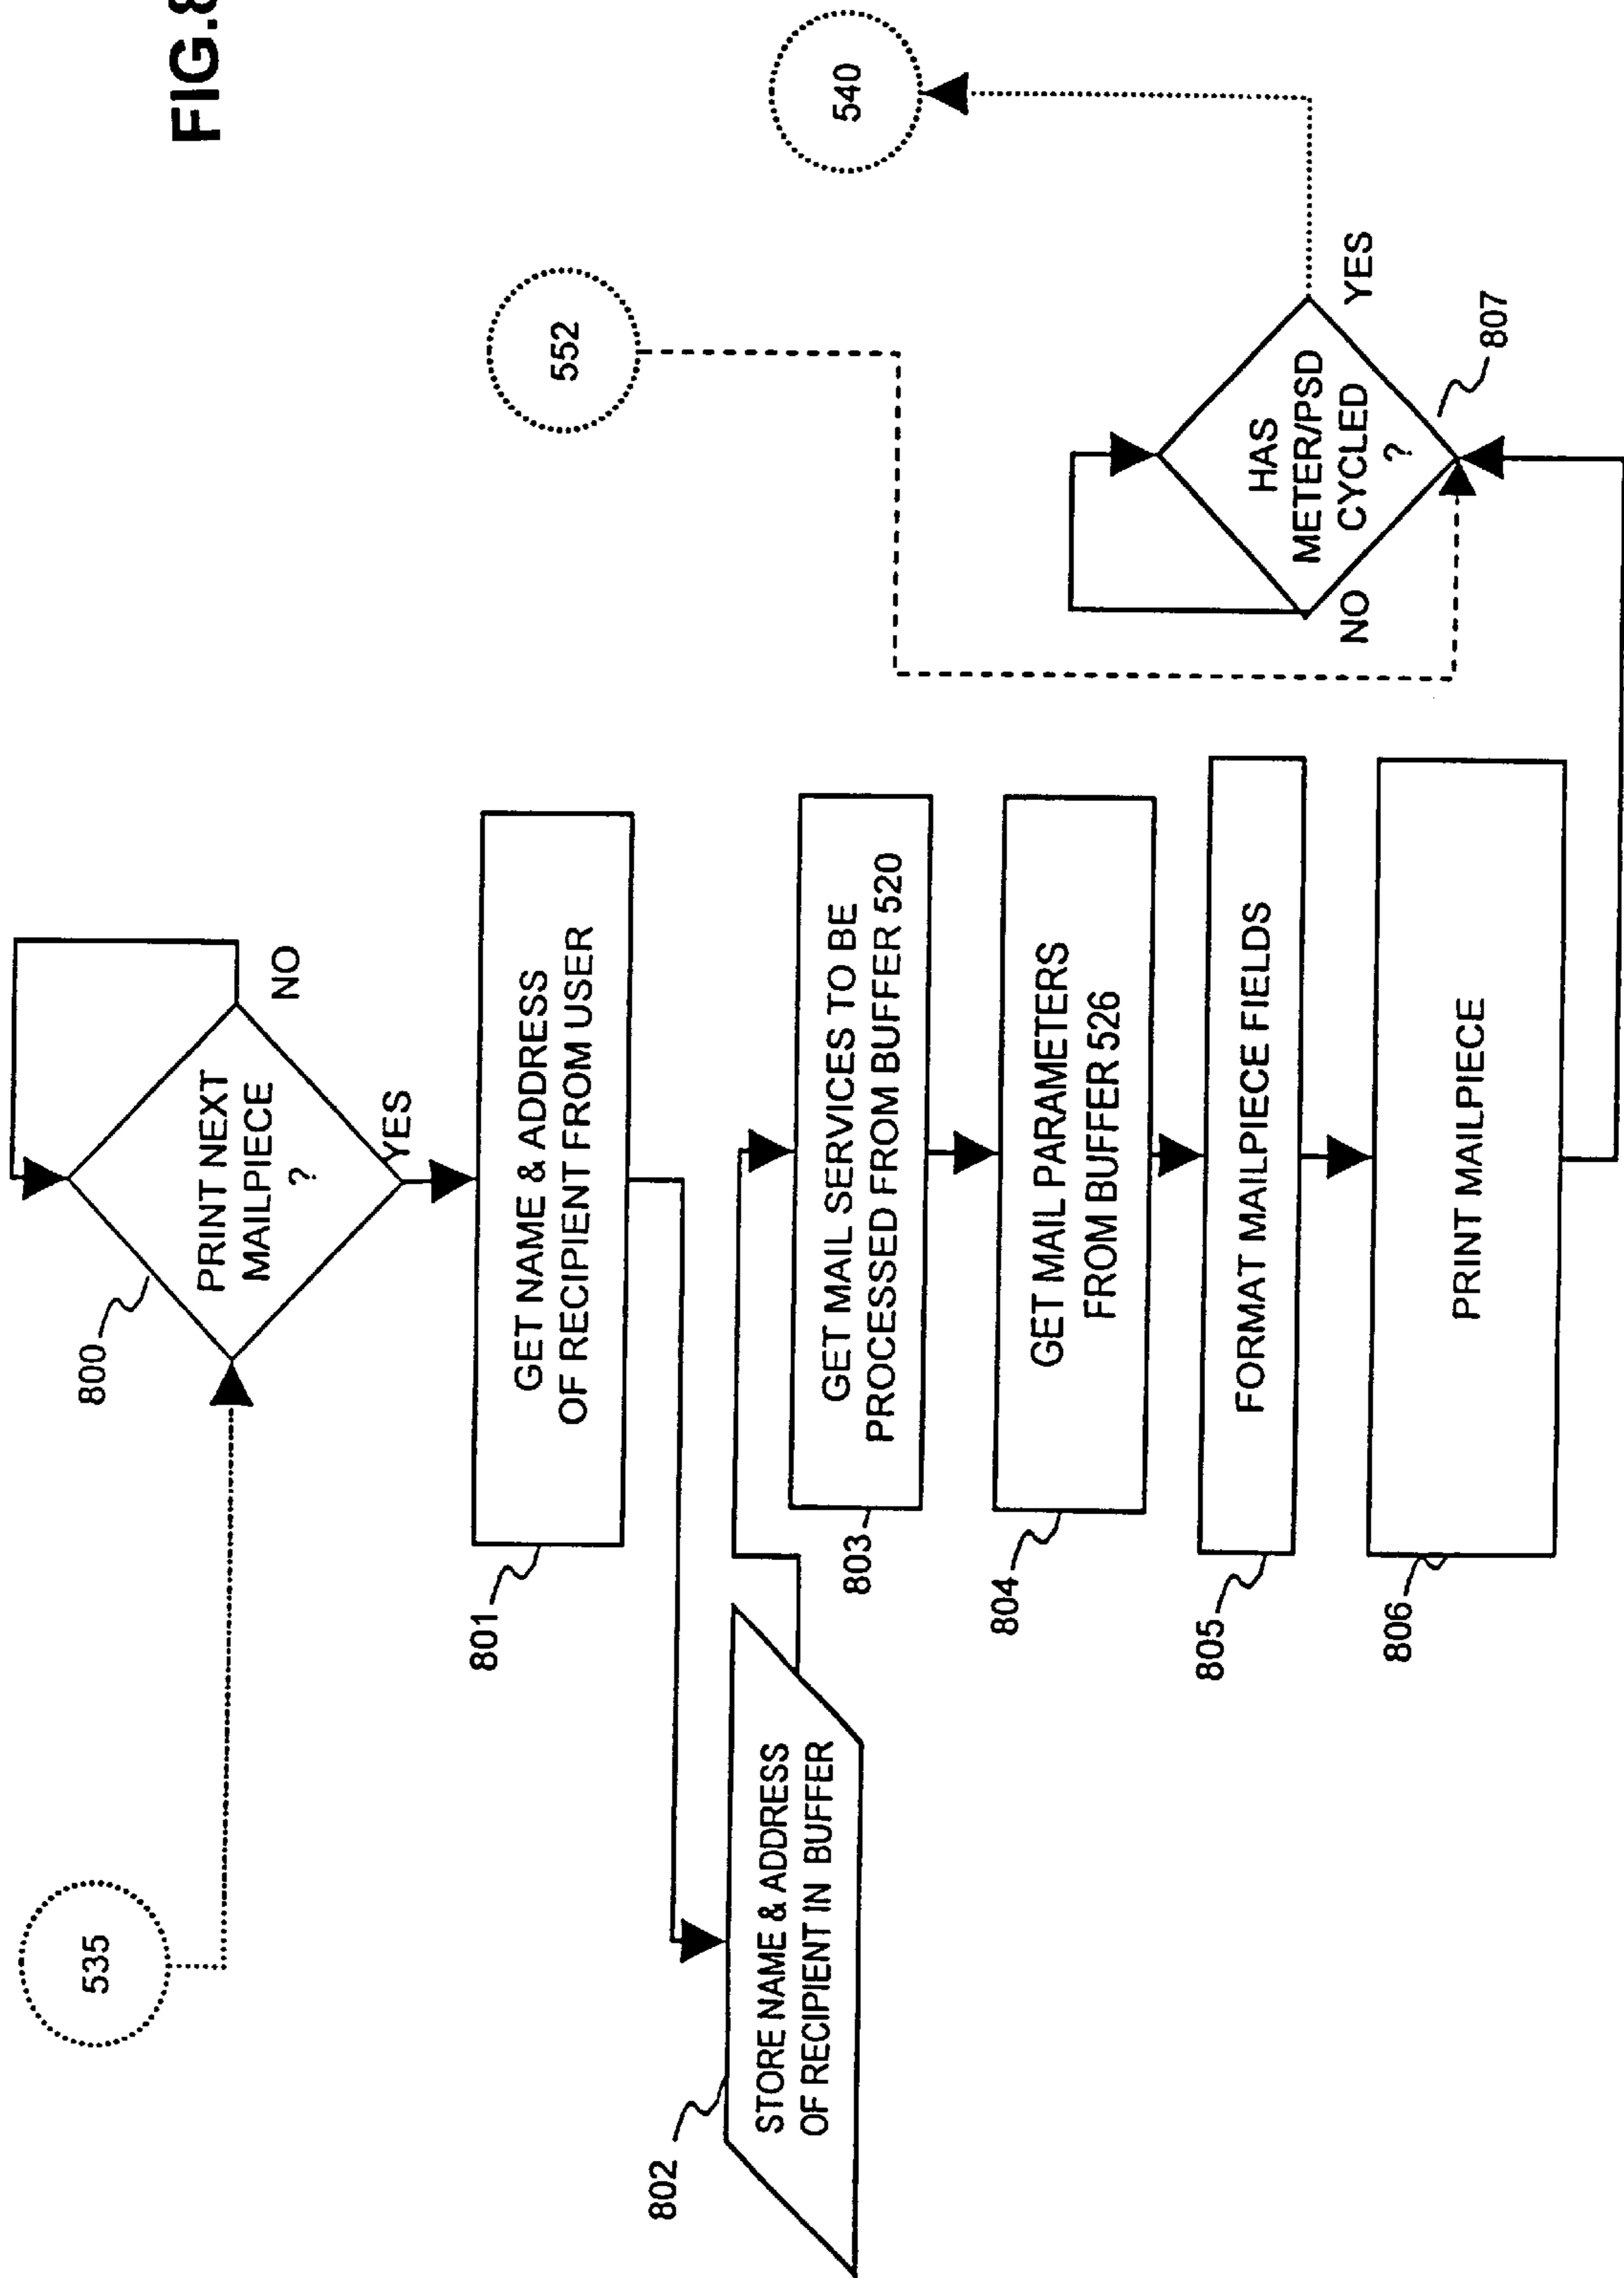 FIG.8
535
800
PRINT NEXT
MAILPIECE
?
NO
YES
801
GET NAME & ADDRESS
OF RECIPIENT FROM USER
802
STORE NAME & ADDRESS
OF RECIPIENT IN BUFFER
803
GET MAIL SERVICES TO BE
PROCESSED FROM BUFFER 520
804
GET MAIL PARAMETERS
FROM BUFFER 526
805
FORMAT MAILPIECE FIELDS
806
PRINT MAILPIECE
552
540
HAS
METER/PSD
CYCLED
?
NO
YES
807